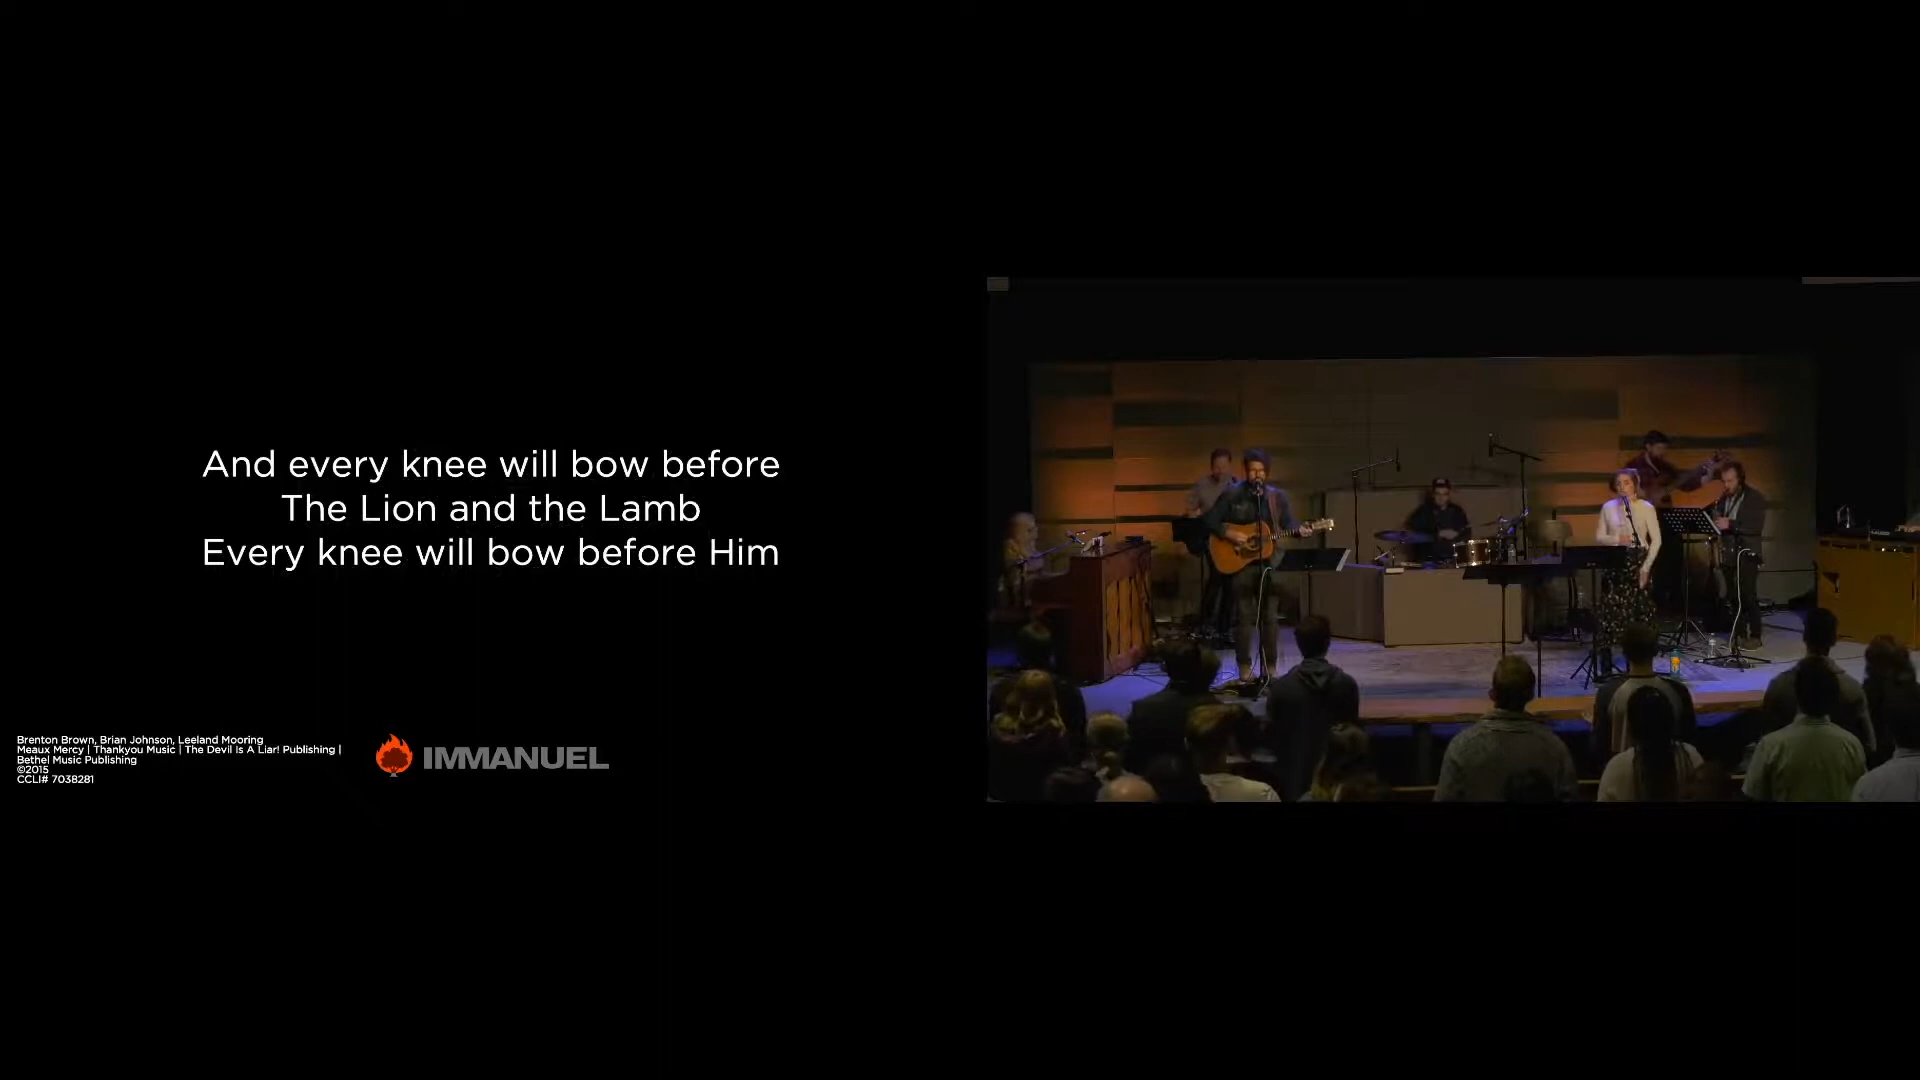 And every knee will bow before
The Lion and the Lamb
Every knee will bow before Him
Brenton Brown, Brian Johnson, Leeland Mooring
Meaux Mercy | Thankyou Music | The Devil Is A Liar! Publishing |
Bethel Music Publishing
©2015
CCLI# 7038281
IMMANUEL